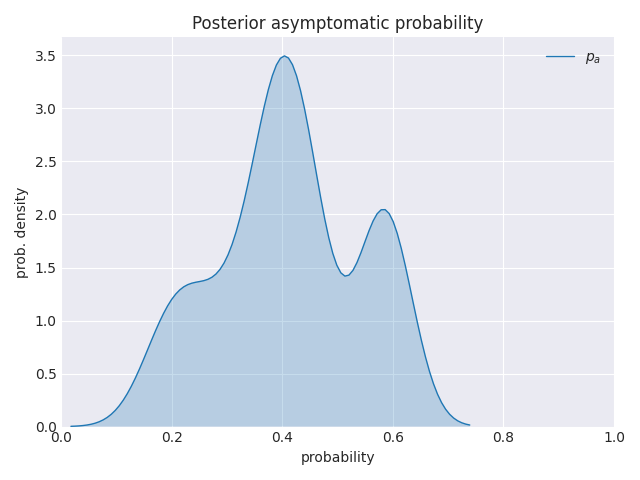 Posterior asymptomatic probability
pₐ
3.5
3.0
2.5
2.0
1.5
1.0
0.5
0.0
prob. density
0.0 0.2 0.4 0.6 0.8 1.0
probability